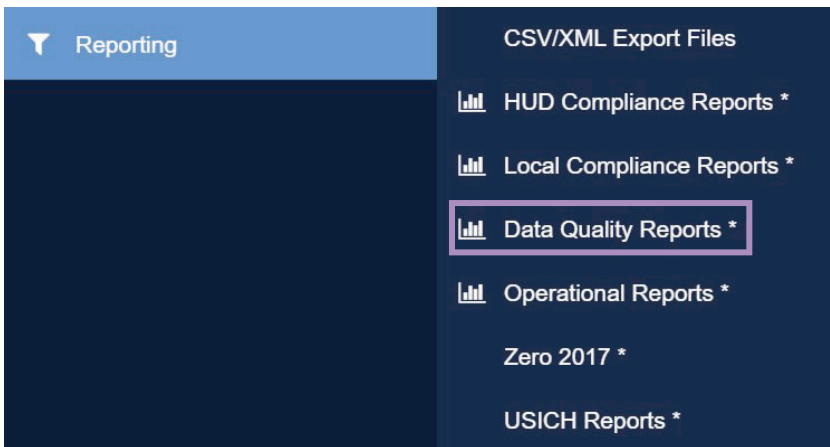 Reporting
CSV/XML Export Files
HUD Compliance Reports *
Local Compliance Reports *
Data Quality Reports *
Operational Reports *
Zero 2017 *
USICH Reports *